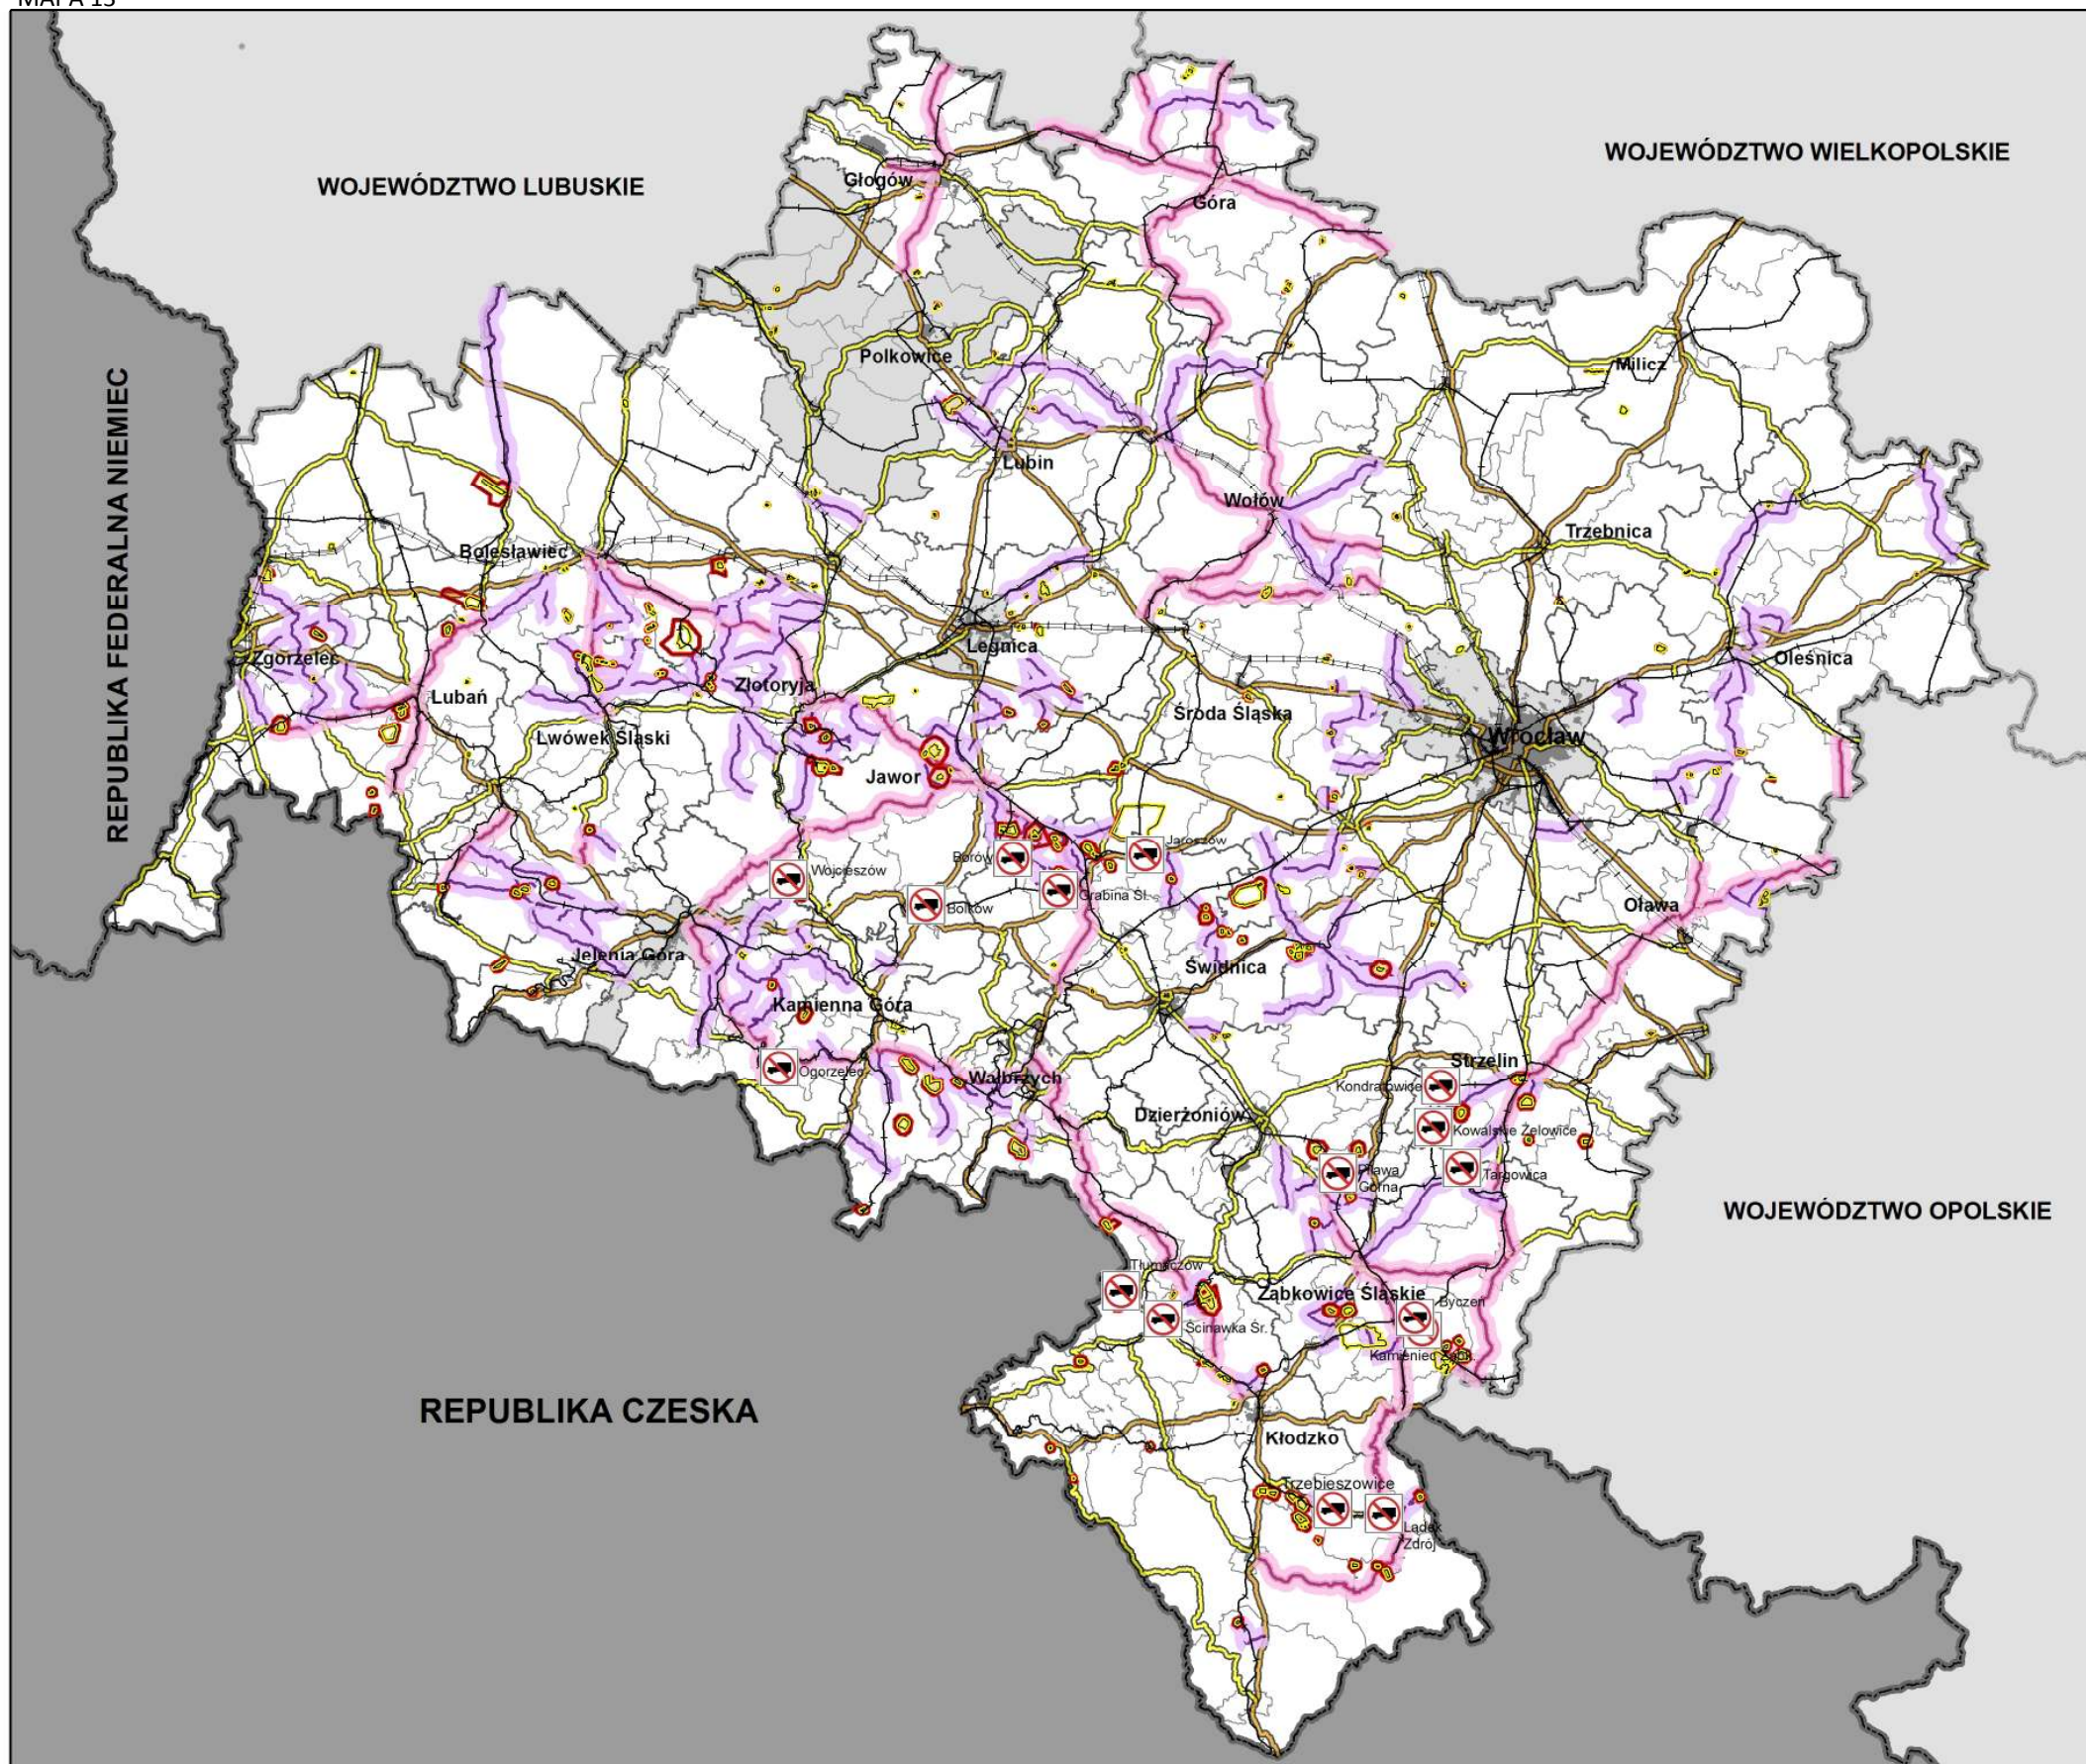 MAPA 13
WOJEWÓDZTWO WIELKOPOLSKIE
WOJEWÓDZTWO LUBUSKIE
Głogów
Góra
Polkowice
Milicz
REPUBLIKA FEDERALNA NIEMIEC
Lubin
Wołów
Trzebnica
Bolesławiec
Legnica
Zgorzelec
Oleśnica
Złotoryja
Lubań
Środa Śląska
Lwówek Śląski
Wrocław
Jawor
Jaroszów
Borów
Wojcieszów
Grabina Śl.
Bolków
Oława
Jelenia Góra
Świdnica
Kamienna Góra
Strzelin
Ogorzelec
Wałbrzych
Kondratowice
Dzierżoniów
Kowalskie Żelowice
Piława
Górna
Targowica
WOJEWÓDZTWO OPOLSKIE
Tłumaczów
Ząbkowice Śląskie
Byczeń
Ścinawka Śr.
Kamieniec Ząbk.
REPUBLIKA CZESKA
Kłodzko
Trzebieszowice
Lądek
Zdrój